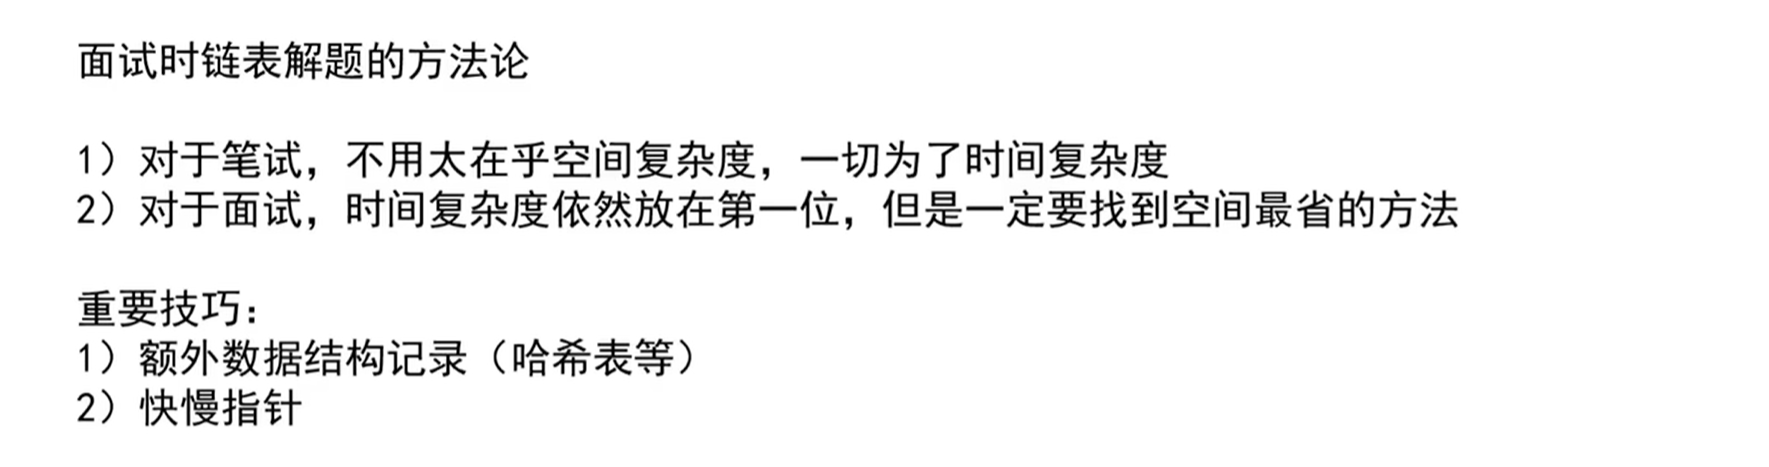 面试时链表解题的方法论
1）对于笔试，不用太在乎空间复杂度，一切为了时间复杂度
2）对于面试，时间复杂度依然放在第一位，但是一定要找到空间最省的方法
重要技巧：
1）额外数据结构记录（哈希表等）
2）快慢指针